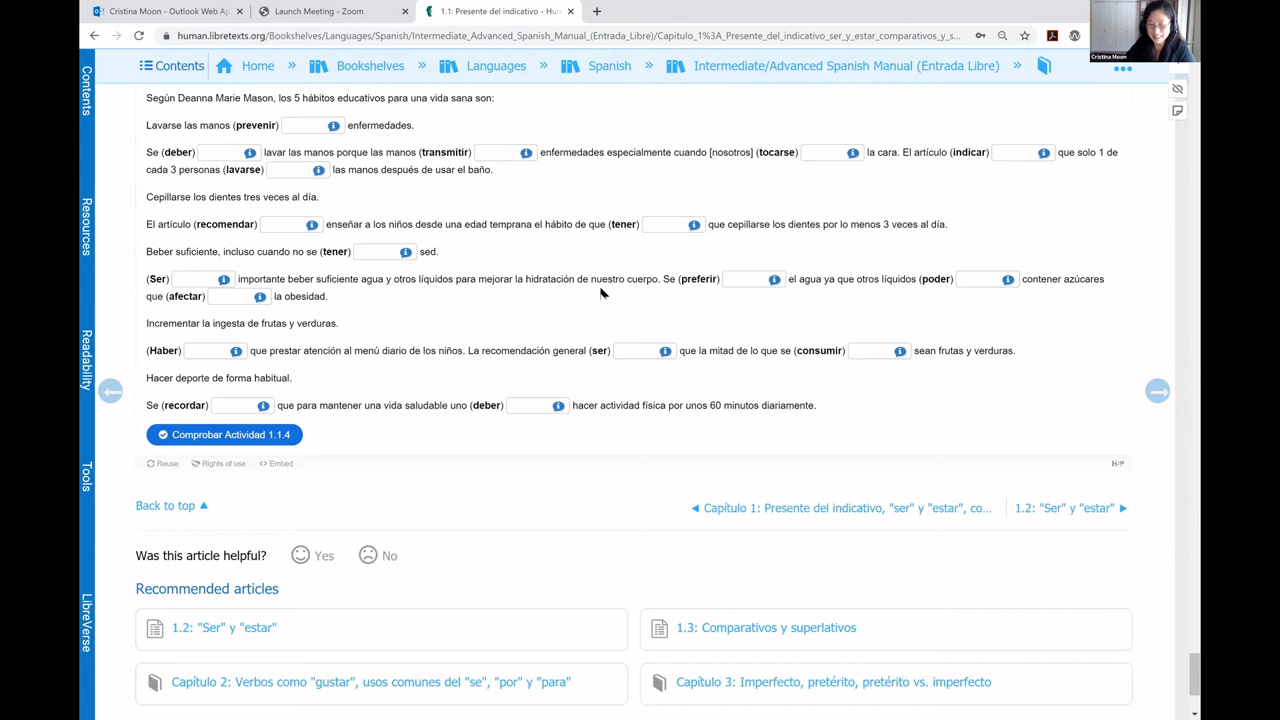 Cristina Moon - Outlook Web Ap
Launch Meeting - Zoom
1.1: Presente del indicativo - Hum
human.libretexts.org/Bookshelves/Languages/Spanish/Intermediate_Advanced_Spanish_Manual_(Entrada_Libre)/Capitulo_1%3A_Presente_del_indicativo_ser_y_estar_comparativos_y_s...
Cristina Moon
Contents
Home » Bookshelves » Languages » Spanish » Intermediate/Advanced Spanish Manual (Entrada Libre) »
Contents
Resources
Readability
Tools
LibreVerse
Según Deanna Marie Mason, los 5 hábitos educativos para una vida sana son:
Lavarse las manos (prevenir) enfermedades.
Se (deber) lavar las manos porque las manos (transmitir) enfermedades especialmente cuando [nosotros] (tocarse) la cara. El artículo (indicar) que solo 1 de
cada 3 personas (lavarse) las manos después de usar el baño.
Cepillarse los dientes tres veces al día.
El artículo (recomendar) enseñar a los niños desde una edad temprana el hábito de que (tener) que cepillarse los dientes por lo menos 3 veces al día.
Beber suficiente, incluso cuando no se (tener) sed.
(Ser) importante beber suficiente agua y otros líquidos para mejorar la hidratación de nuestro cuerpo. Se (preferir) el agua ya que otros líquidos (poder) contener azúcares
que (afectar) la obesidad.
Incrementar la ingesta de frutas y verduras.
(Haber) que prestar atención al menú diario de los niños. La recomendación general (ser) que la mitad de lo que se (consumir) sean frutas y verduras.
Hacer deporte de forma habitual.
Se (recordar) que para mantener una vida saludable uno (deber) hacer actividad física por unos 60 minutos diariamente.
Comprobar Actividad 1.1.4
Reuse Rights of use <> Embed
H-P
Back to top ▲
◀ Capítulo 1: Presente del indicativo, "ser" y "estar", co...
1.2: "Ser" y "estar" ▶
Was this article helpful? Yes No
Recommended articles
1.2: "Ser" y "estar"
1.3: Comparativos y superlativos
Capítulo 2: Verbos como "gustar", usos comunes del "se", "por" y "para"
Capítulo 3: Imperfecto, pretérito, pretérito vs. imperfecto